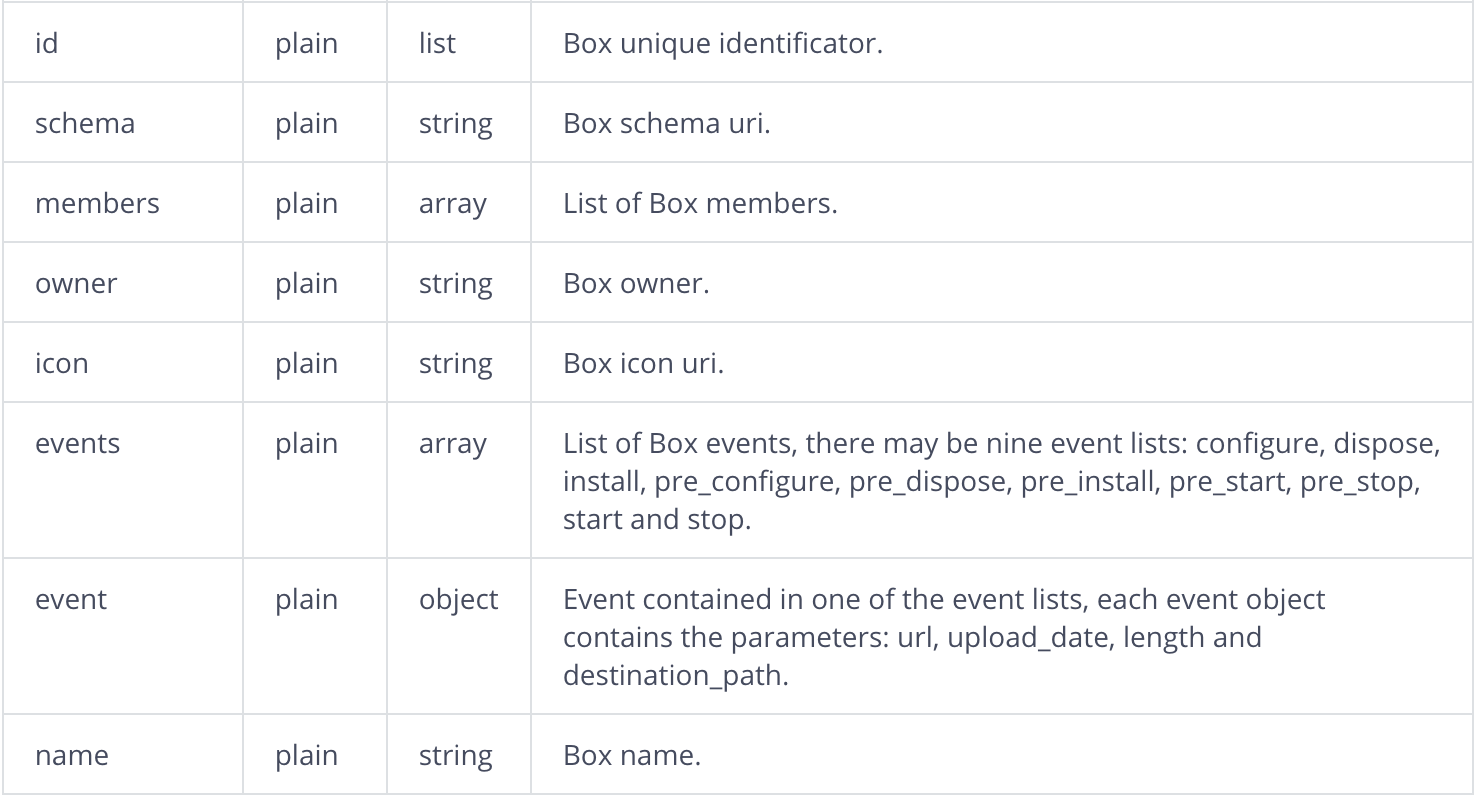 id plain list Box unique identificator.
schema plain string Box schema uri.
members plain array List of Box members.
owner plain string Box owner.
icon plain string Box icon uri.
events plain array List of Box events, there may be nine event lists: configure, dispose,
install, pre_configure, pre_dispose, pre_install, pre_start, pre_stop,
start and stop.
event plain object Event contained in one of the event lists, each event object
contains the parameters: url, upload_date, length and
destination_path.
name plain string Box name.